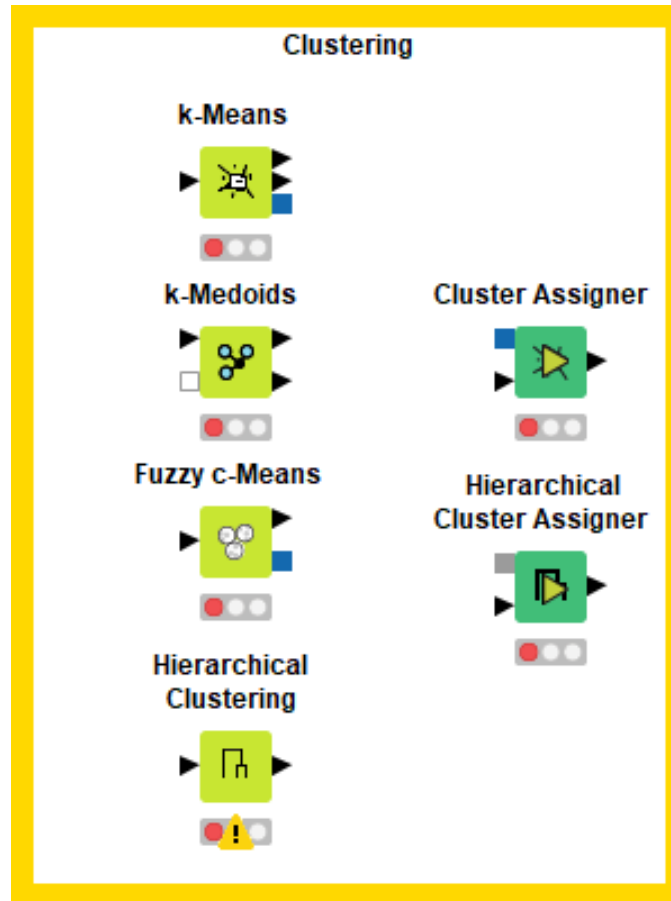 Clustering
k-Means
k-Medoids
Cluster Assigner
Fuzzy c-Means
Hierarchical
Cluster Assigner
Hierarchical
Clustering